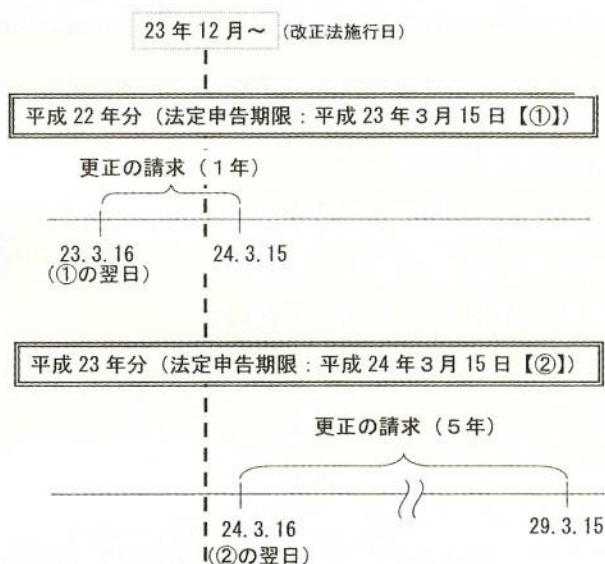 23年12月～ (改正法施行日)
平成22年分（法定申告期限：平成23年３月15日【①】）
更正の請求（１年）
23.3.16 24.3.15
(①の翌日)
平成23年分（法定申告期限：平成24年３月15日【②】）
更正の請求（５年）
24.3.16 29.3.15
(②の翌日)